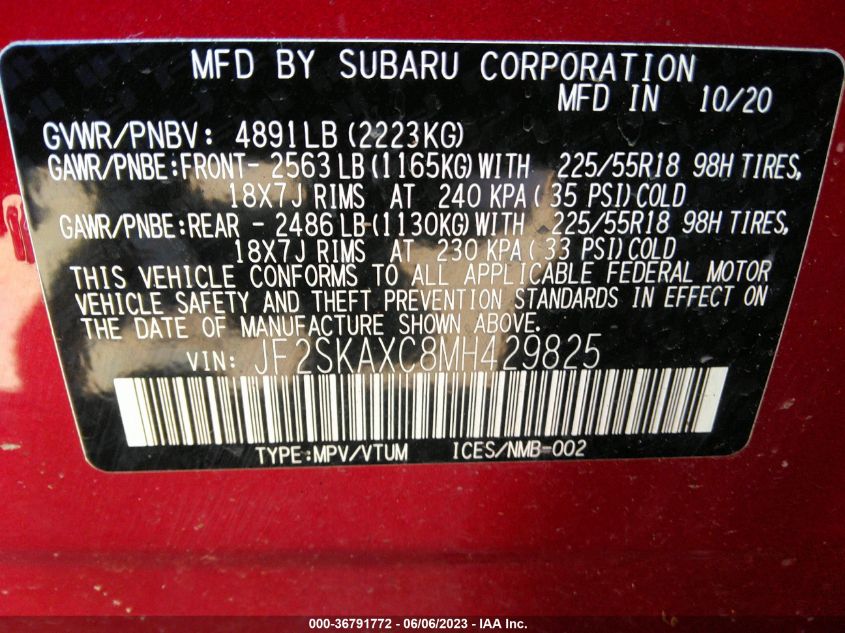 MFD BY SUBARU CORPORATION
MFD IN 10/20
GVWR/PNBV: 4891LB (2223KG)
GAWR/PNBE:FRONT- 2563 LB (1165KG) WITH 225/55R18 98H TIRES,
18X7J RIMS AT 240 KPA ( 35 PSI) COLD
GAWR/PNBE:REAR - 2486 LB (1130KG) WITH 225/55R18 98H TIRES,
18X7J RIMS AT 230 KPA ( 33 PSI) COLD
THIS VEHICLE CONFORMS TO ALL APPLICABLE FEDERAL MOTOR
VEHICLE SAFETY AND THEFT PREVENTION STANDARDS IN EFFECT ON
THE DATE OF MANUFACTURE SHOWN ABOVE.
VIN: JF2SKAXC8MH429825
TYPE:MPV/VTUM ICES/NMB-002
000-36791772 - 06/06/2023 - IAA Inc.